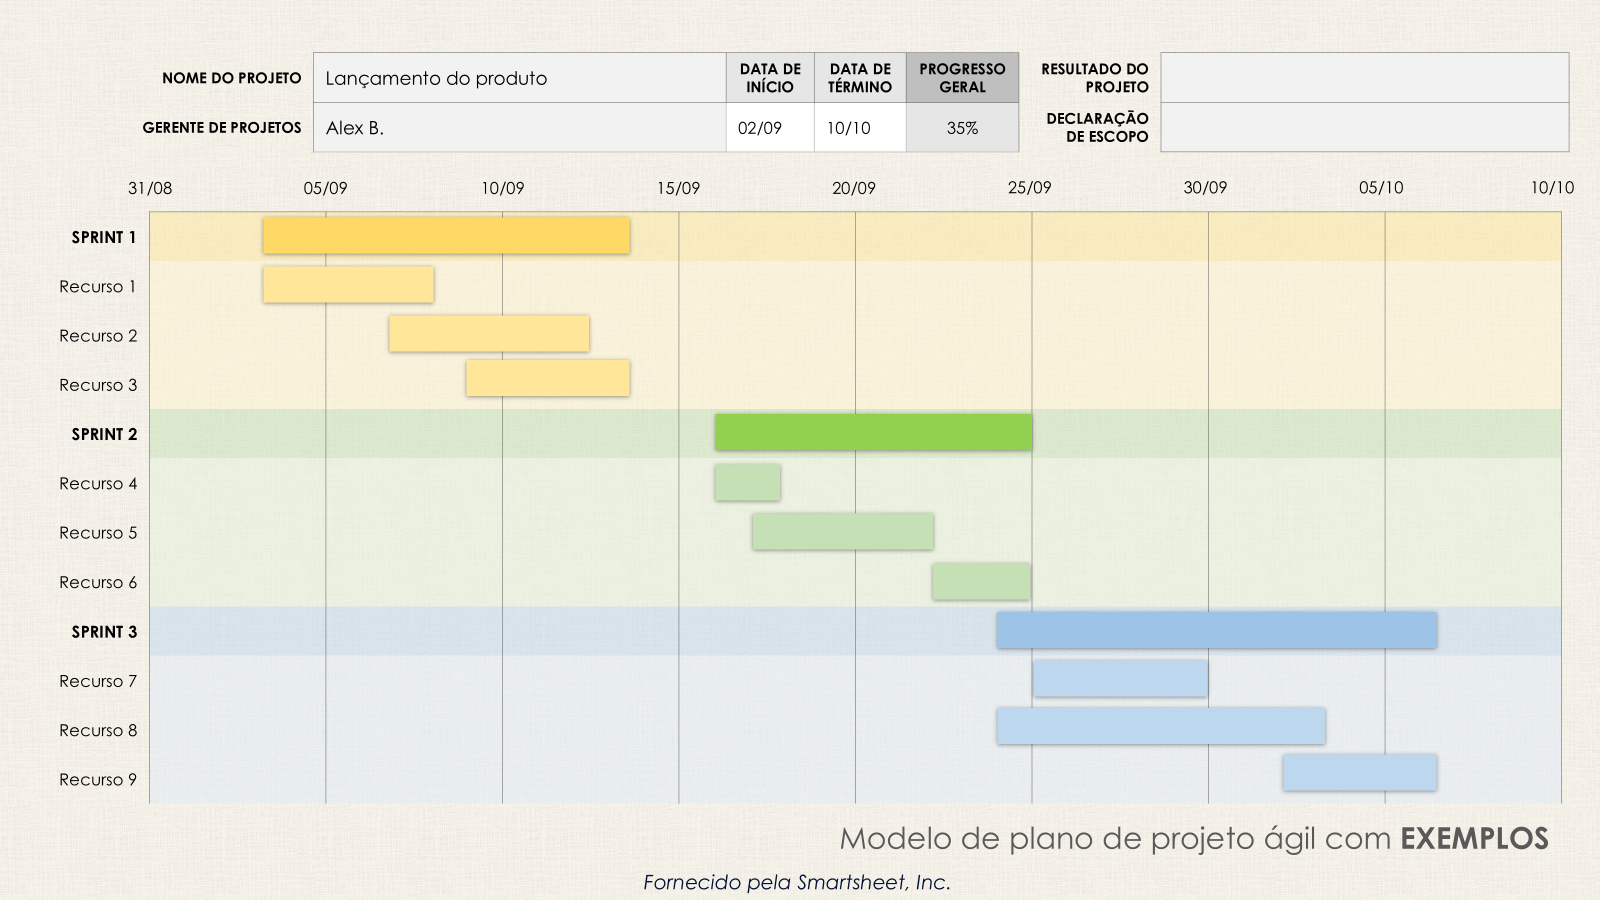 NOME DO PROJETO
Lançamento do produto
DATA DE
INÍCIO
DATA DE
TÉRMINO
PROGRESSO
GERAL
RESULTADO DO
PROJETO
GERENTE DE PROJETOS
Alex B.
02/09
10/10
35%
DECLARAÇÃO
DE ESCOPO
31/08 05/09 10/09 15/09 20/09 25/09 30/09 05/10 10/10
SPRINT 1
Recurso 1
Recurso 2
Recurso 3
SPRINT 2
Recurso 4
Recurso 5
Recurso 6
SPRINT 3
Recurso 7
Recurso 8
Recurso 9
Modelo de plano de projeto ágil com EXEMPLOS
Fornecido pela Smartsheet, Inc.